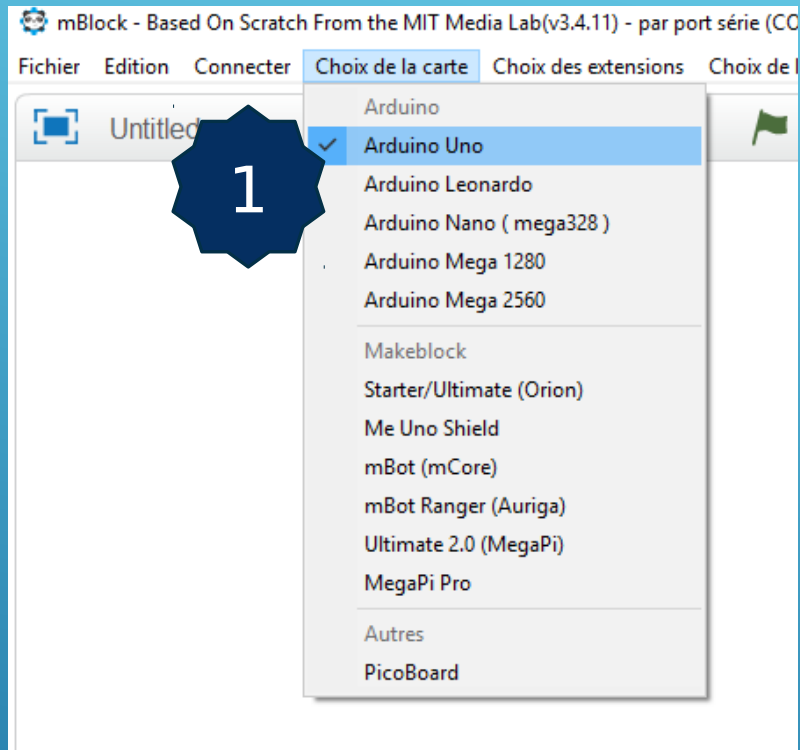 mBlock - Based On Scratch From the MIT Media Lab(v3.4.11) - par port série (CO
Fichier Edition Connecter Choix de la carte Choix des extensions Choix de l
Untitled
1
Arduino
Arduino Uno
Arduino Leonardo
Arduino Nano ( mega328 )
Arduino Mega 1280
Arduino Mega 2560
Makeblock
Starter/Ultimate (Orion)
Me Uno Shield
mBot (mCore)
mBot Ranger (Auriga)
Ultimate 2.0 (MegaPi)
MegaPi Pro
Autres
PicoBoard